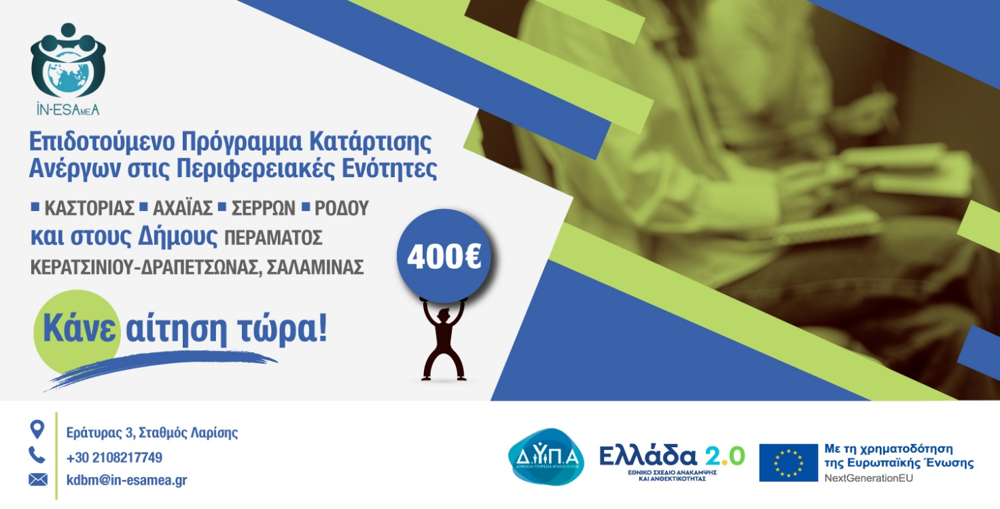 iN-ESAMEA
Επιδοτούμενο Πρόγραμμα Κατάρτισης
Ανέργων στις Περιφερειακές Ενότητες
▪ ΚΑΣΤΟΡΙΑΣ ▪ ΑΧΑΪΑΣ ▪ ΣΕΡΡΩΝ ▪ ΡΟΔΟΥ
και στους Δήμους ΠΕΡΑΜΑΤΟΣ
ΚΕΡΑΤΣΙΝΙΟΥ-ΔΡΑΠΕΤΣΩΝΑΣ, ΣΑΛΑΜΙΝΑΣ
400€
Κάνε αίτηση τώρα!
Εράτυρας 3, Σταθμός Λαρίσης
+30 2108217749
kdbm@in-esamea.gr
Δ.ΥΠ.Α
ΔΗΜΟΣΙΑ ΥΠΗΡΕΣΙΑ ΑΠΑΣΧΟΛΗΣΗΣ
Ελλάδα 2.0
ΕΘΝΙΚΟ ΣΧΕΔΙΟ ΑΝΑΚΑΜΨΗΣ
ΚΑΙ ΑΝΘΕΚΤΙΚΟΤΗΤΑΣ
Με τη χρηματοδότηση
της Ευρωπαϊκής Ένωσης
NextGenerationEU